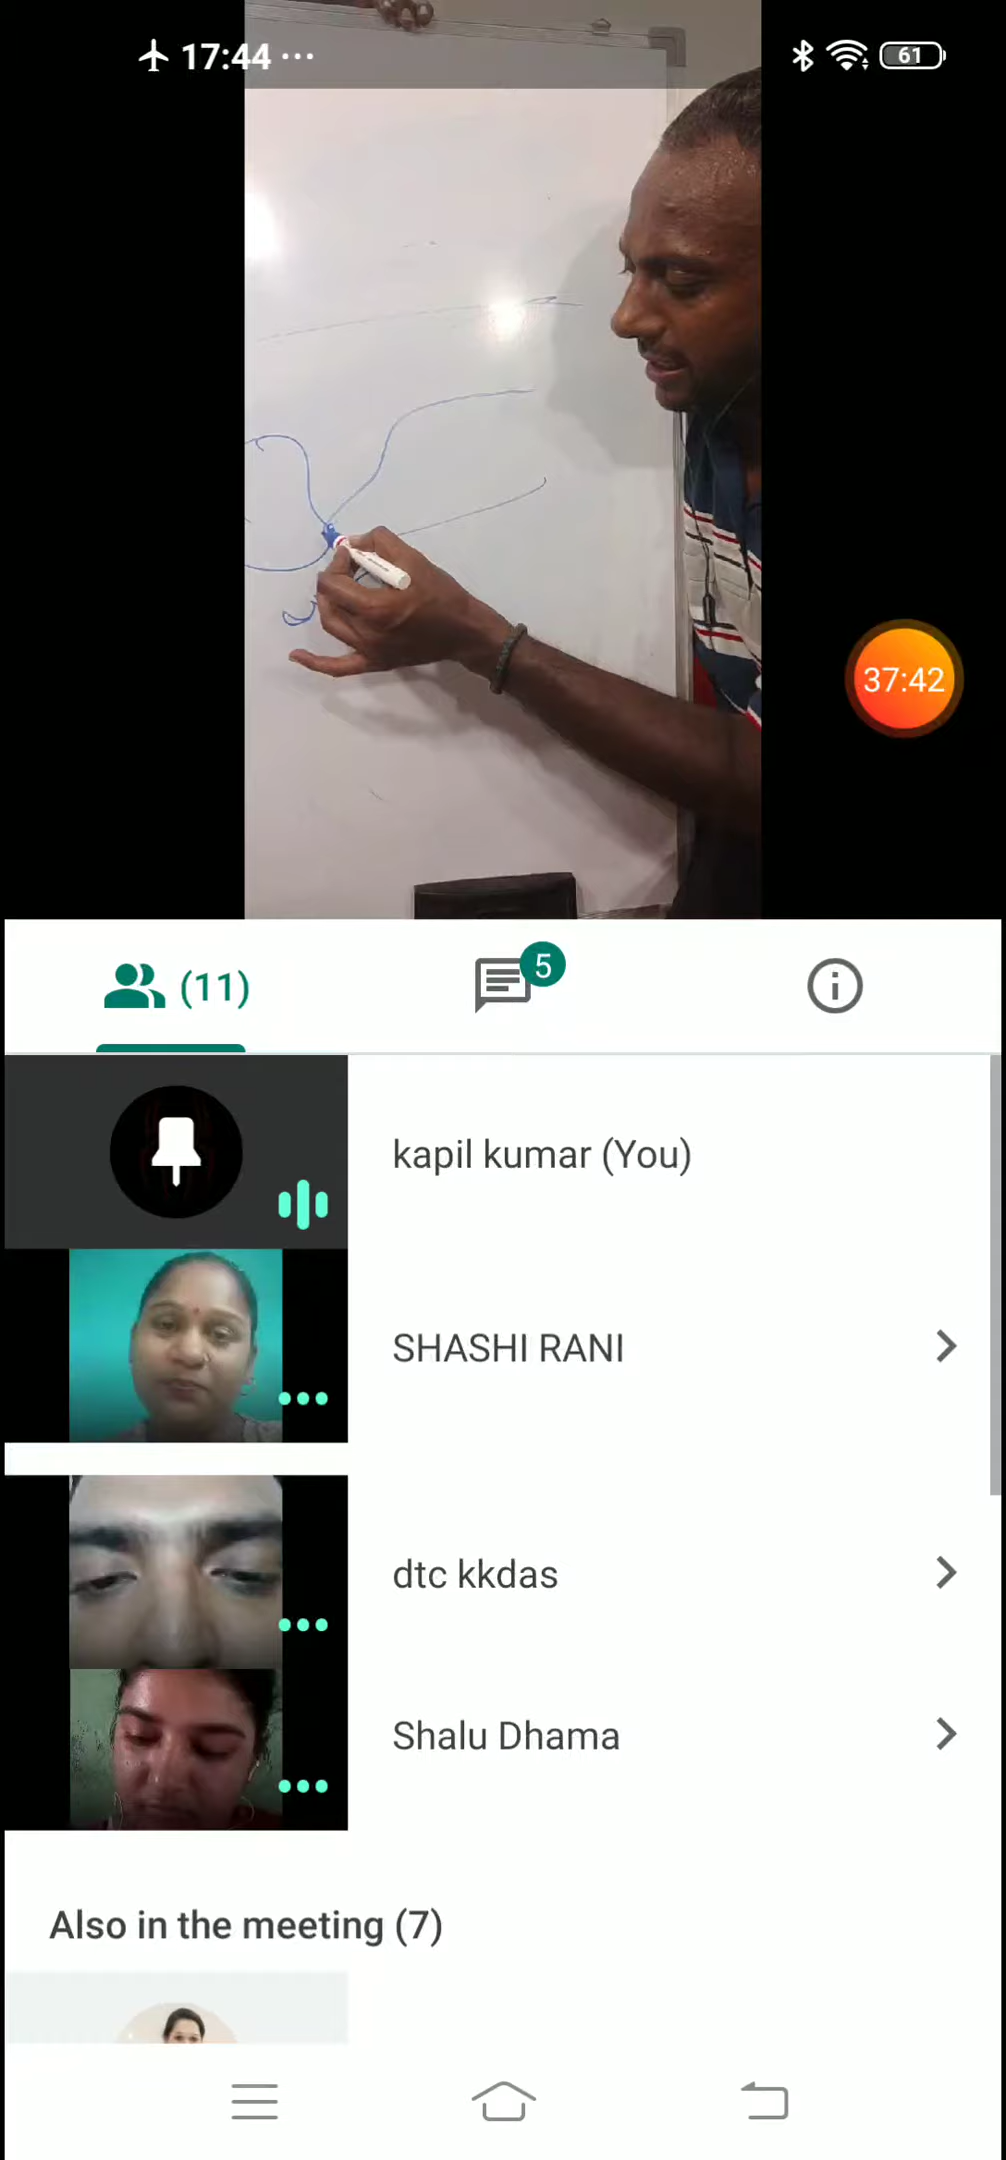 17:44 ...
61
37:42
(11)
5
kapil kumar (You)
SHASHI RANI
dtc kkdas
Shalu Dhama
Also in the meeting (7)